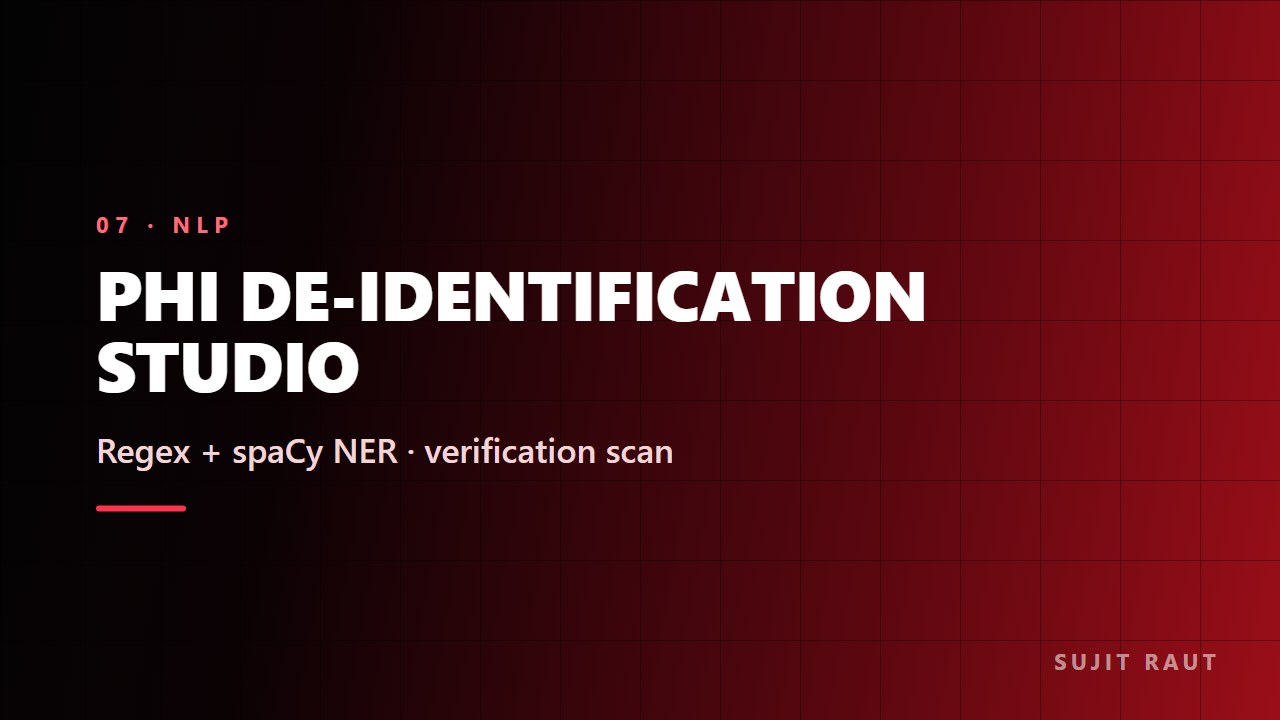 07 · NLP
PHI DE-IDENTIFICATION
STUDIO
Regex + spaCy NER · verification scan
SUJIT RAUT